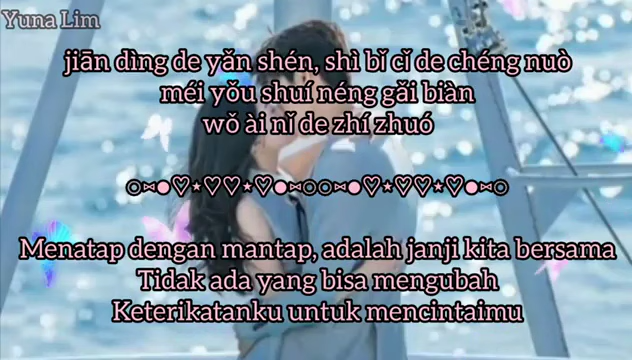 Yuna Lim
jiān dìng de yǎn shén, shì bǐ cǐ de chéng nuò
méi yǒu shuí néng gǎi biàn
wǒ ài nǐ de zhí zhuó
Menatap dengan mantap, adalah janji kita bersama
Tidak ada yang bisa mengubah
Keterikatanku untuk mencintaimu